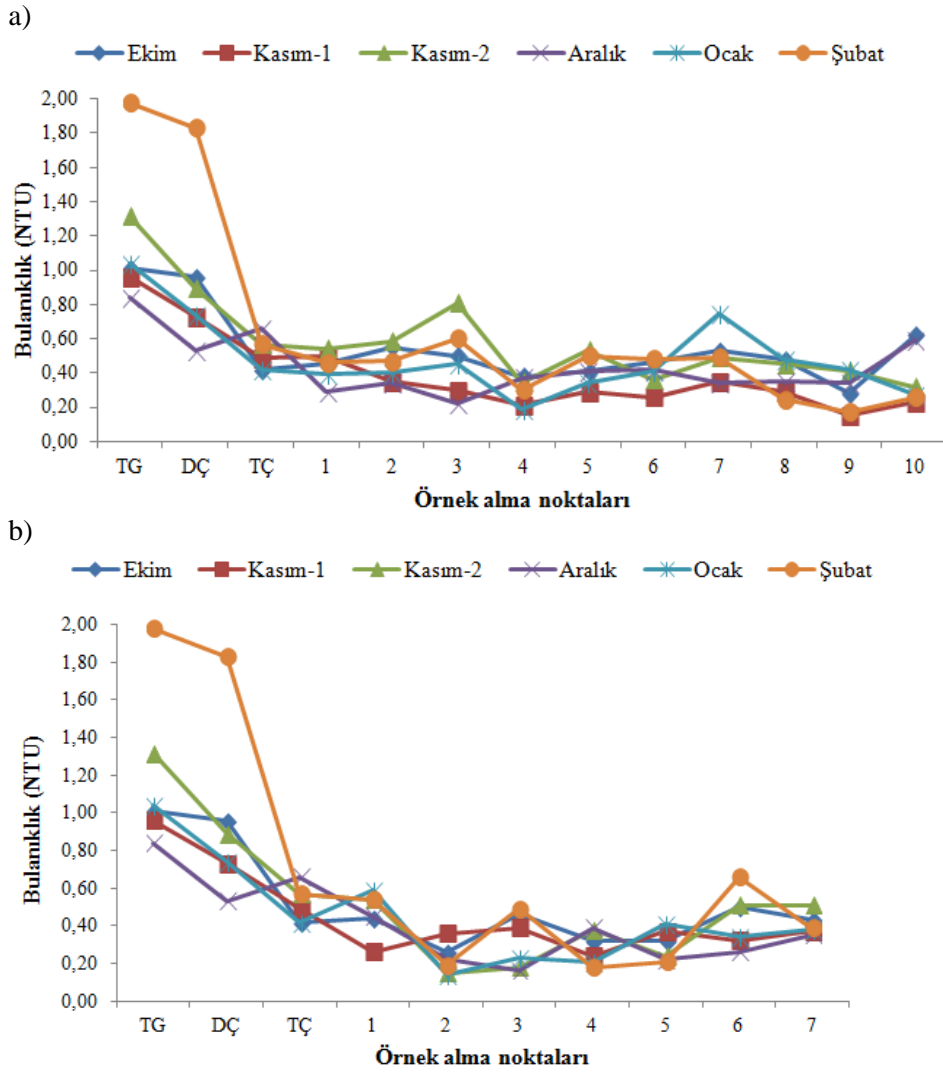 a)
Ekim Kasım-1 Kasım-2 Aralık Ocak Şubat
2,00
1,80
1,60
1,40
1,20
1,00
0,80
0,60
0,40
0,20
0,00
Bulanıklık (NTU)
TG DÇ TÇ 1 2 3 4 5 6 7 8 9 10
Örnek alma noktaları
b)
Ekim Kasım-1 Kasım-2 Aralık Ocak Şubat
2,00
1,80
1,60
1,40
1,20
1,00
0,80
0,60
0,40
0,20
0,00
Bulanıklık (NTU)
TG DÇ TÇ 1 2 3 4 5 6 7
Örnek alma noktaları